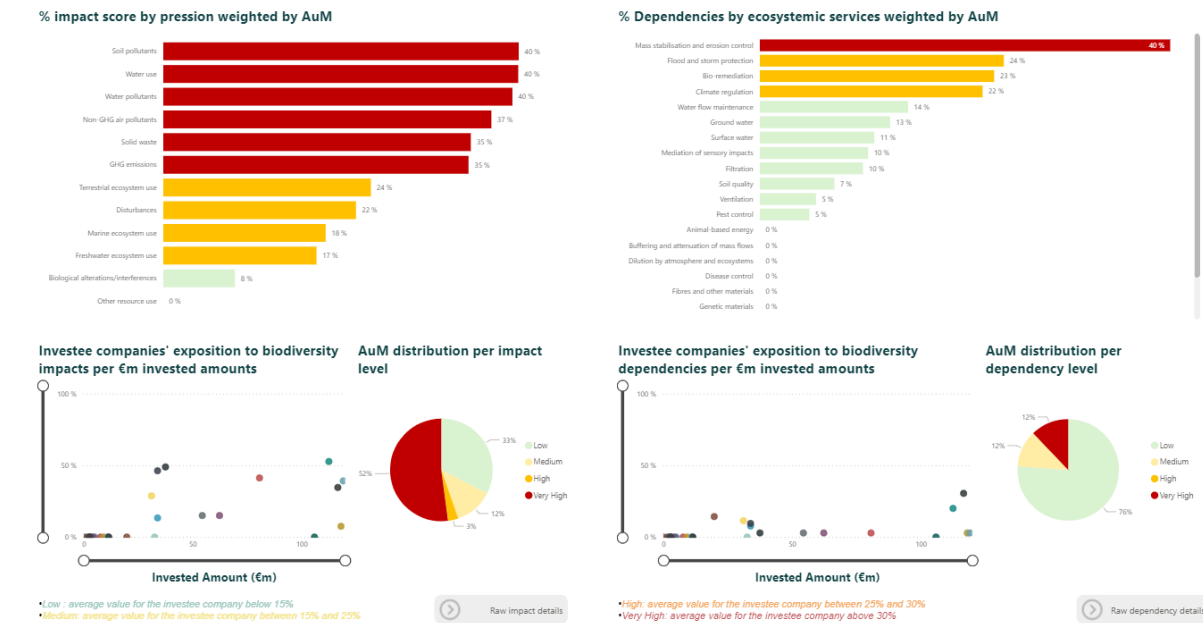 % impact score by pression weighted by AuM
Soil pollutants 40 %
Water use 40 %
Water pollutants 40 %
Non-GHG air pollutants 37 %
Solid waste 35 %
GHG emissions 35 %
Terrestrial ecosystem use 24 %
Disturbances 22 %
Marine ecosystem use 18 %
Freshwater ecosystem use 17 %
Biological alterations/interferences 8 %
Other resource use 0 %
% Dependencies by ecosystemic services weighted by AuM
Mass stabilisation and erosion control 40 %
Flood and storm protection 24 %
Bio-remediation 23 %
Climate regulation 22 %
Water flow maintenance 14 %
Ground water 13 %
Surface water 11 %
Mediation of sensory impacts 10 %
Filtration 10 %
Soil quality 7 %
Ventilation 5 %
Pest control 5 %
Animal-based energy 0 %
Buffering and attenuation of mass flows 0 %
Dilution by atmosphere and ecosystems 0 %
Disease control 0 %
Fibres and other materials 0 %
Genetic materials 0 %
Investee companies' exposition to biodiversity
impacts per €m invested amounts
100 %
50 %
0 %
0 50 100
Invested Amount (€m)
AuM distribution per impact
level
33%
52%
12%
3%
Low
Medium
High
Very High
•Low : average value for the investee company below 15%
•Medium: average value for the investee company between 15% and 25%
Raw impact details
Investee companies' exposition to biodiversity
dependencies per €m invested amounts
100 %
50 %
0 %
0 50 100
Invested Amount (€m)
AuM distribution per
dependency level
12%
12%
76%
Low
Medium
High
Very High
•High: average value for the investee company between 25% and 30%
•Very High: average value for the investee company above 30%
Raw dependency details